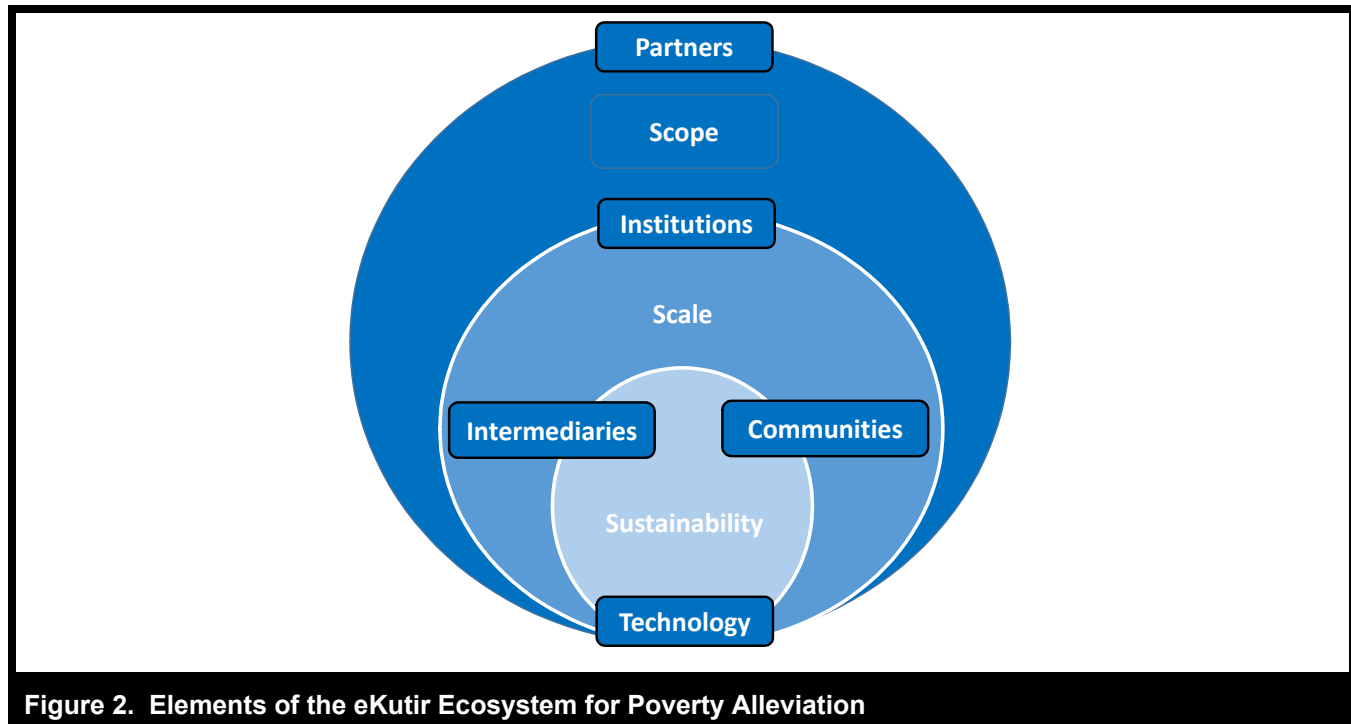 Partners
Scope
Institutions
Scale
Intermediaries
Communities
Sustainability
Technology
Figure 2. Elements of the eKutir Ecosystem for Poverty Alleviation